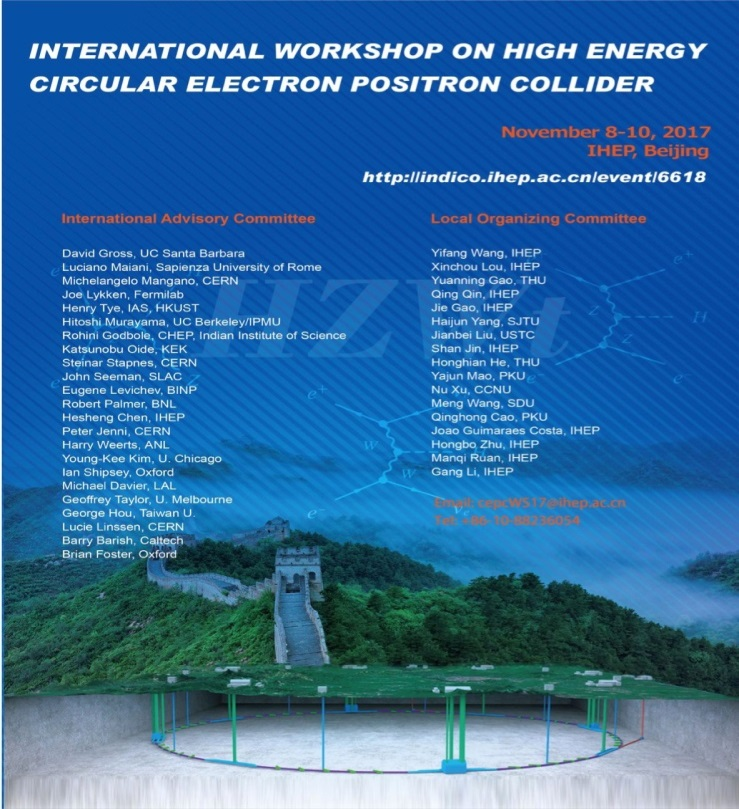 INTERNATIONAL WORKSHOP ON HIGH ENERGY
CIRCULAR ELECTRON POSITRON COLLIDER
November 8-10, 2017
IHEP, Beijing
http://indico.ihep.ac.cn/event/6618
International Advisory Committee
David Gross, UC Santa Barbara
Luciano Maiani, Sapienza University of Rome
Michelangelo Mangano, CERN
Joe Lykken, Fermilab
Henry Tye, IAS, HKUST
Hitoshi Murayama, UC Berkeley/IPMU
Rohini Godbole, CHEP, Indian Institute of Science
Katsunobu Oide, KEK
Steinar Stapnes, CERN
John Seeman, SLAC
Eugene Levichev, BINP
Robert Palmer, BNL
Hesheng Chen, IHEP
Peter Jenni, CERN
Harry Weerts, ANL
Young-Kee Kim, U. Chicago
Ian Shipsey, Oxford
Michael Davier, LAL
Geoffrey Taylor, U. Melbourne
George Hou, Taiwan U.
Lucie Linssen, CERN
Barry Barish, Caltech
Brian Foster, Oxford
Local Organizing Committee
Yifang Wang, IHEP
Xinchou Lou, IHEP
Yuanning Gao, THU
Qing Qin, IHEP
Jie Gao, IHEP
Haijun Yang, SJTU
Jianbei Liu, USTC
Shan Jin, IHEP
Honghian He, THU
Yajun Mao, PKU
Nu Xu, CCNU
Meng Wang, SDU
Qinghong Cao, PKU
Joao Guimaraes Costa, IHEP
Hongbo Zhu, IHEP
Manqi Ruan, IHEP
Gang Li, IHEP
Email: cepcWS17@ihep.ac.cn
Tel: +86-10-88236054
e+
Z
Z
H
e
e+
W
W
e-